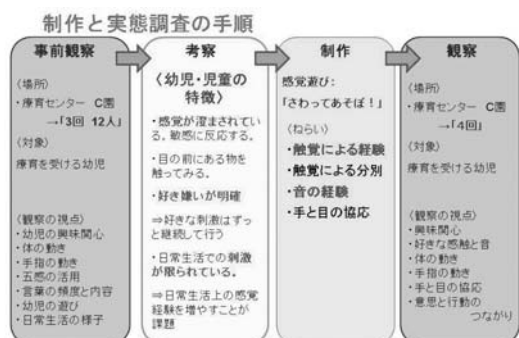 制作と実態調査の手順
事前観察
〈場所〉
・療育センター C園
→「3回 12人」
〈対象〉
療育を受ける幼児
〈観察の視点〉
・幼児の興味関心
・体の動き
・手指の動き
・五感の活用
・言葉の頻度と内容
・幼児の遊び
・日常生活の様子
考察
〈幼児・児童の
特徴〉
・感覚が澄まされてい
る。敏感に反応する。
・目の前にある物を
触ってみる。
・好き嫌いが明確
⇒好きな刺激はずっ
と継続して行う
・日常生活での刺激
が限られている。
⇒日常生活上の感覚
経験を増やすことが
課題
制作
感覚遊び:
「さわってあそぼ!」
〈ねらい〉
・触覚による経験
・触覚による分別
・音の経験
・手と目の協応
観察
〈場所〉
・療育センター C園
→「4回」
〈対象〉
療育を受ける幼児
〈観察の視点〉
・興味関心
・好きな感触と音
・体の動き
・手指の動き
・手と目の協応
・意思と行動の
つながり